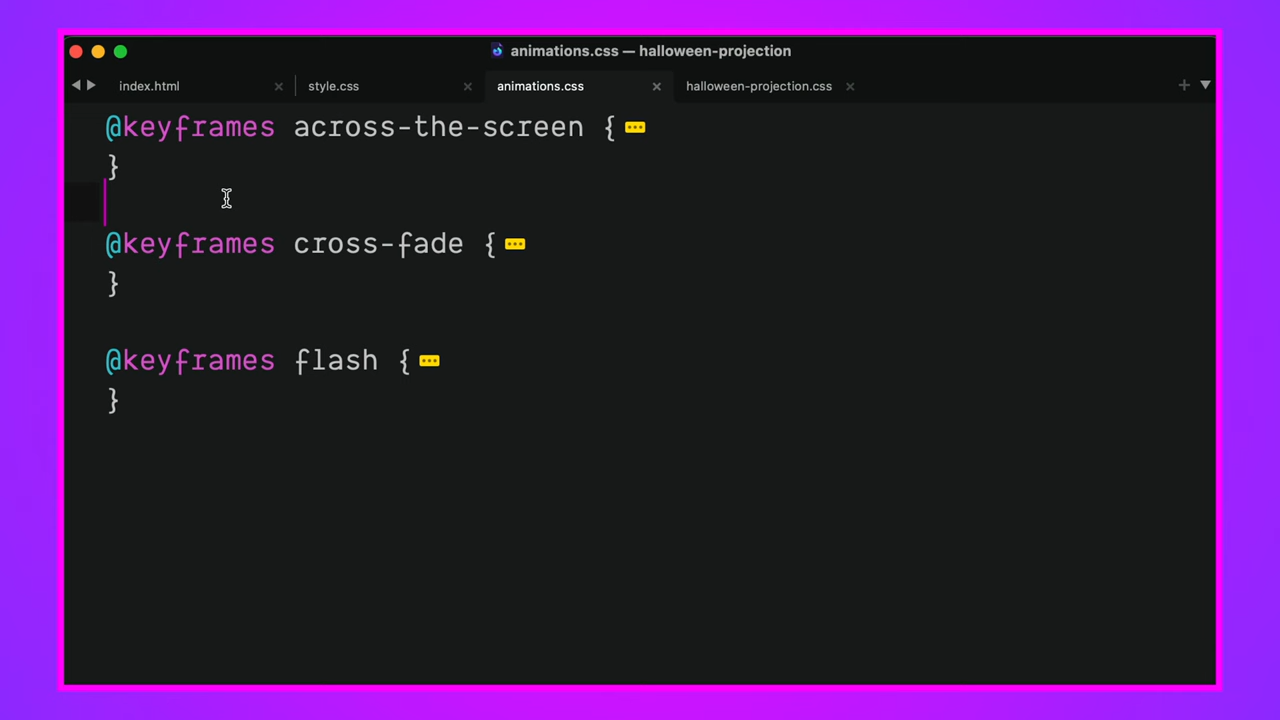 animations.css — halloween-projection
index.html style.css animations.css halloween-projection.css
@keyframes across-the-screen {
}
@keyframes cross-fade {
}
@keyframes flash {
}